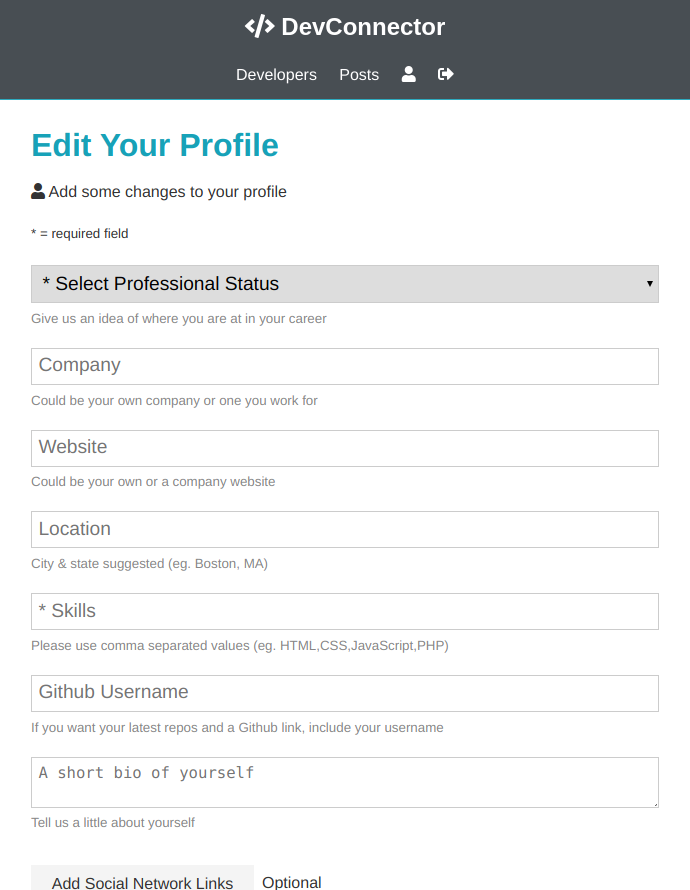 DevConnector
Developers Posts
Edit Your Profile
Add some changes to your profile
* = required field
* Select Professional Status
Give us an idea of where you are at in your career
Company
Could be your own company or one you work for
Website
Could be your own or a company website
Location
City & state suggested (eg. Boston, MA)
* Skills
Please use comma separated values (eg. HTML,CSS,JavaScript,PHP)
Github Username
If you want your latest repos and a Github link, include your username
A short bio of yourself
Tell us a little about yourself
Add Social Network Links Optional